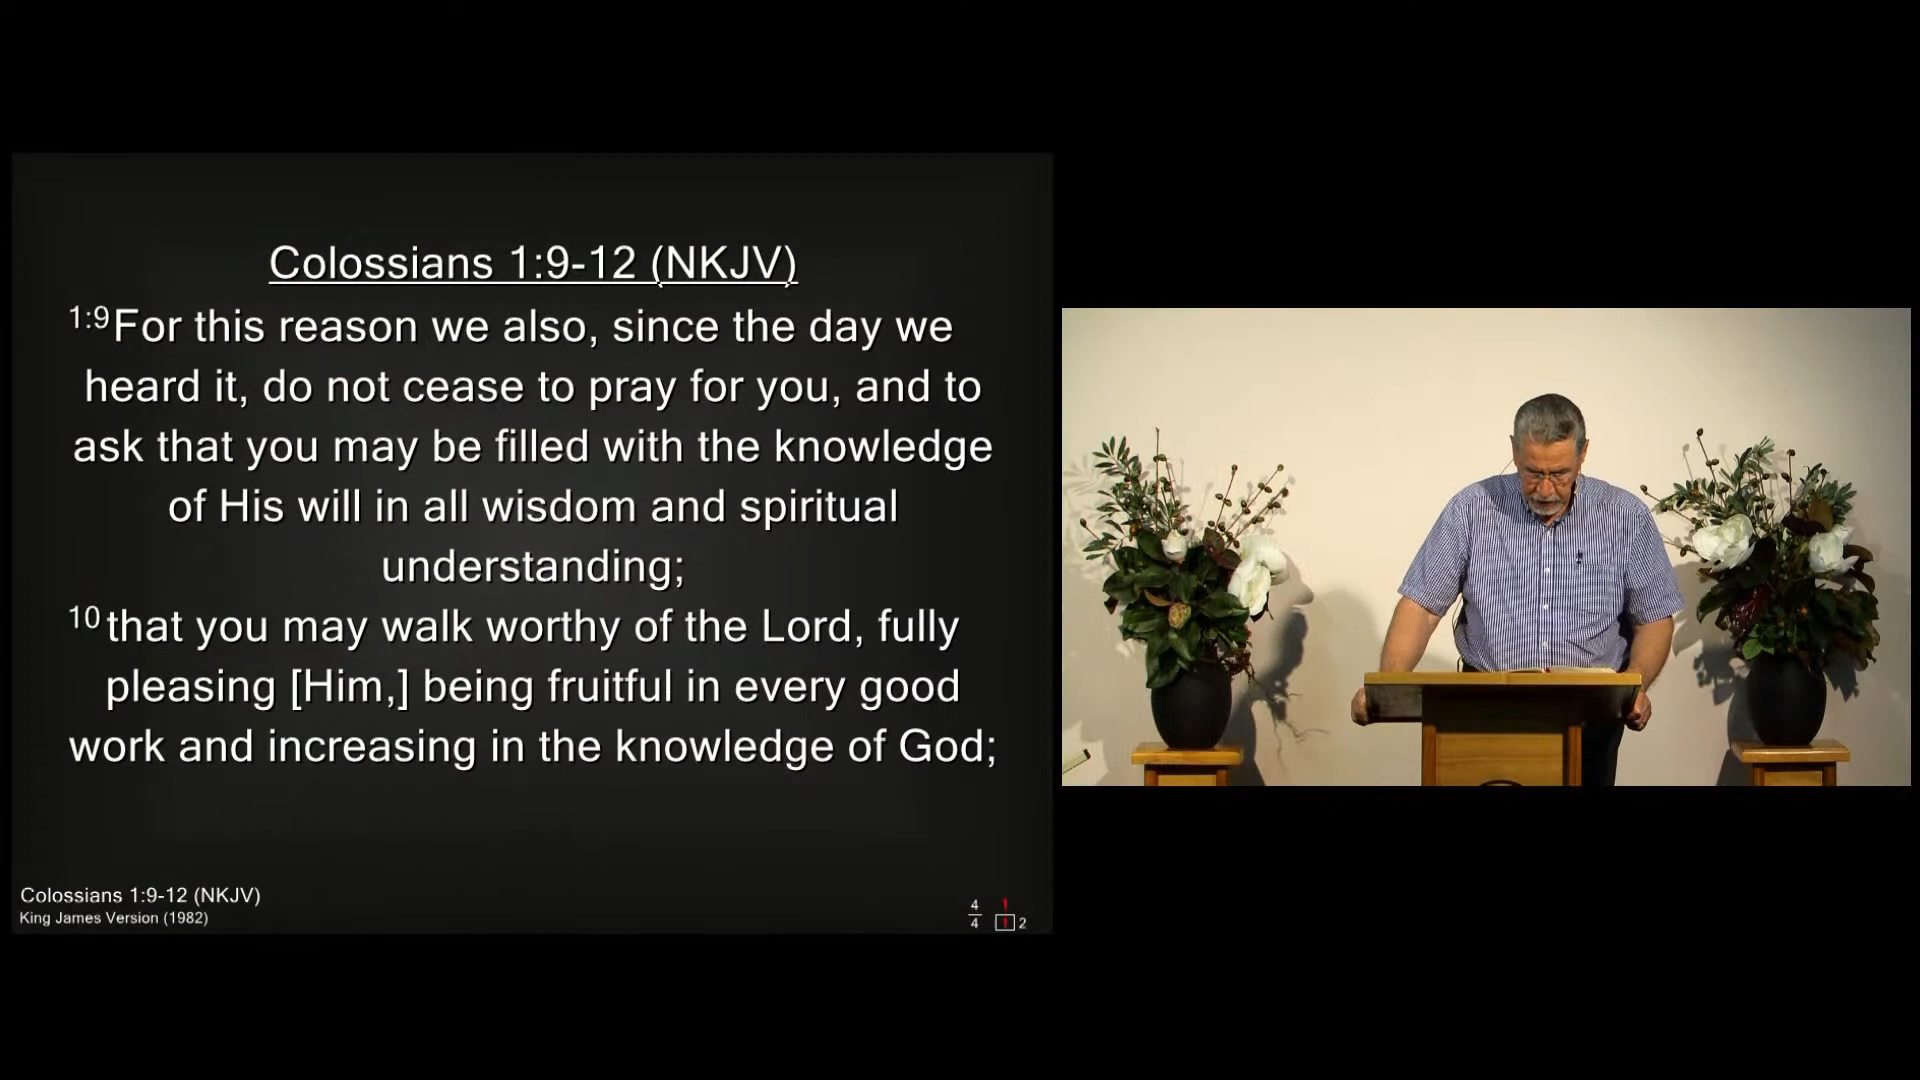 Colossians 1:9-12 (NKJV)
1:9For this reason we also, since the day we
heard it, do not cease to pray for you, and to
ask that you may be filled with the knowledge
of His will in all wisdom and spiritual
understanding;
10that you may walk worthy of the Lord, fully
pleasing [Him,] being fruitful in every good
work and increasing in the knowledge of God;
Colossians 1:9-12 (NKJV)
King James Version (1982)
4
4
!
! 2